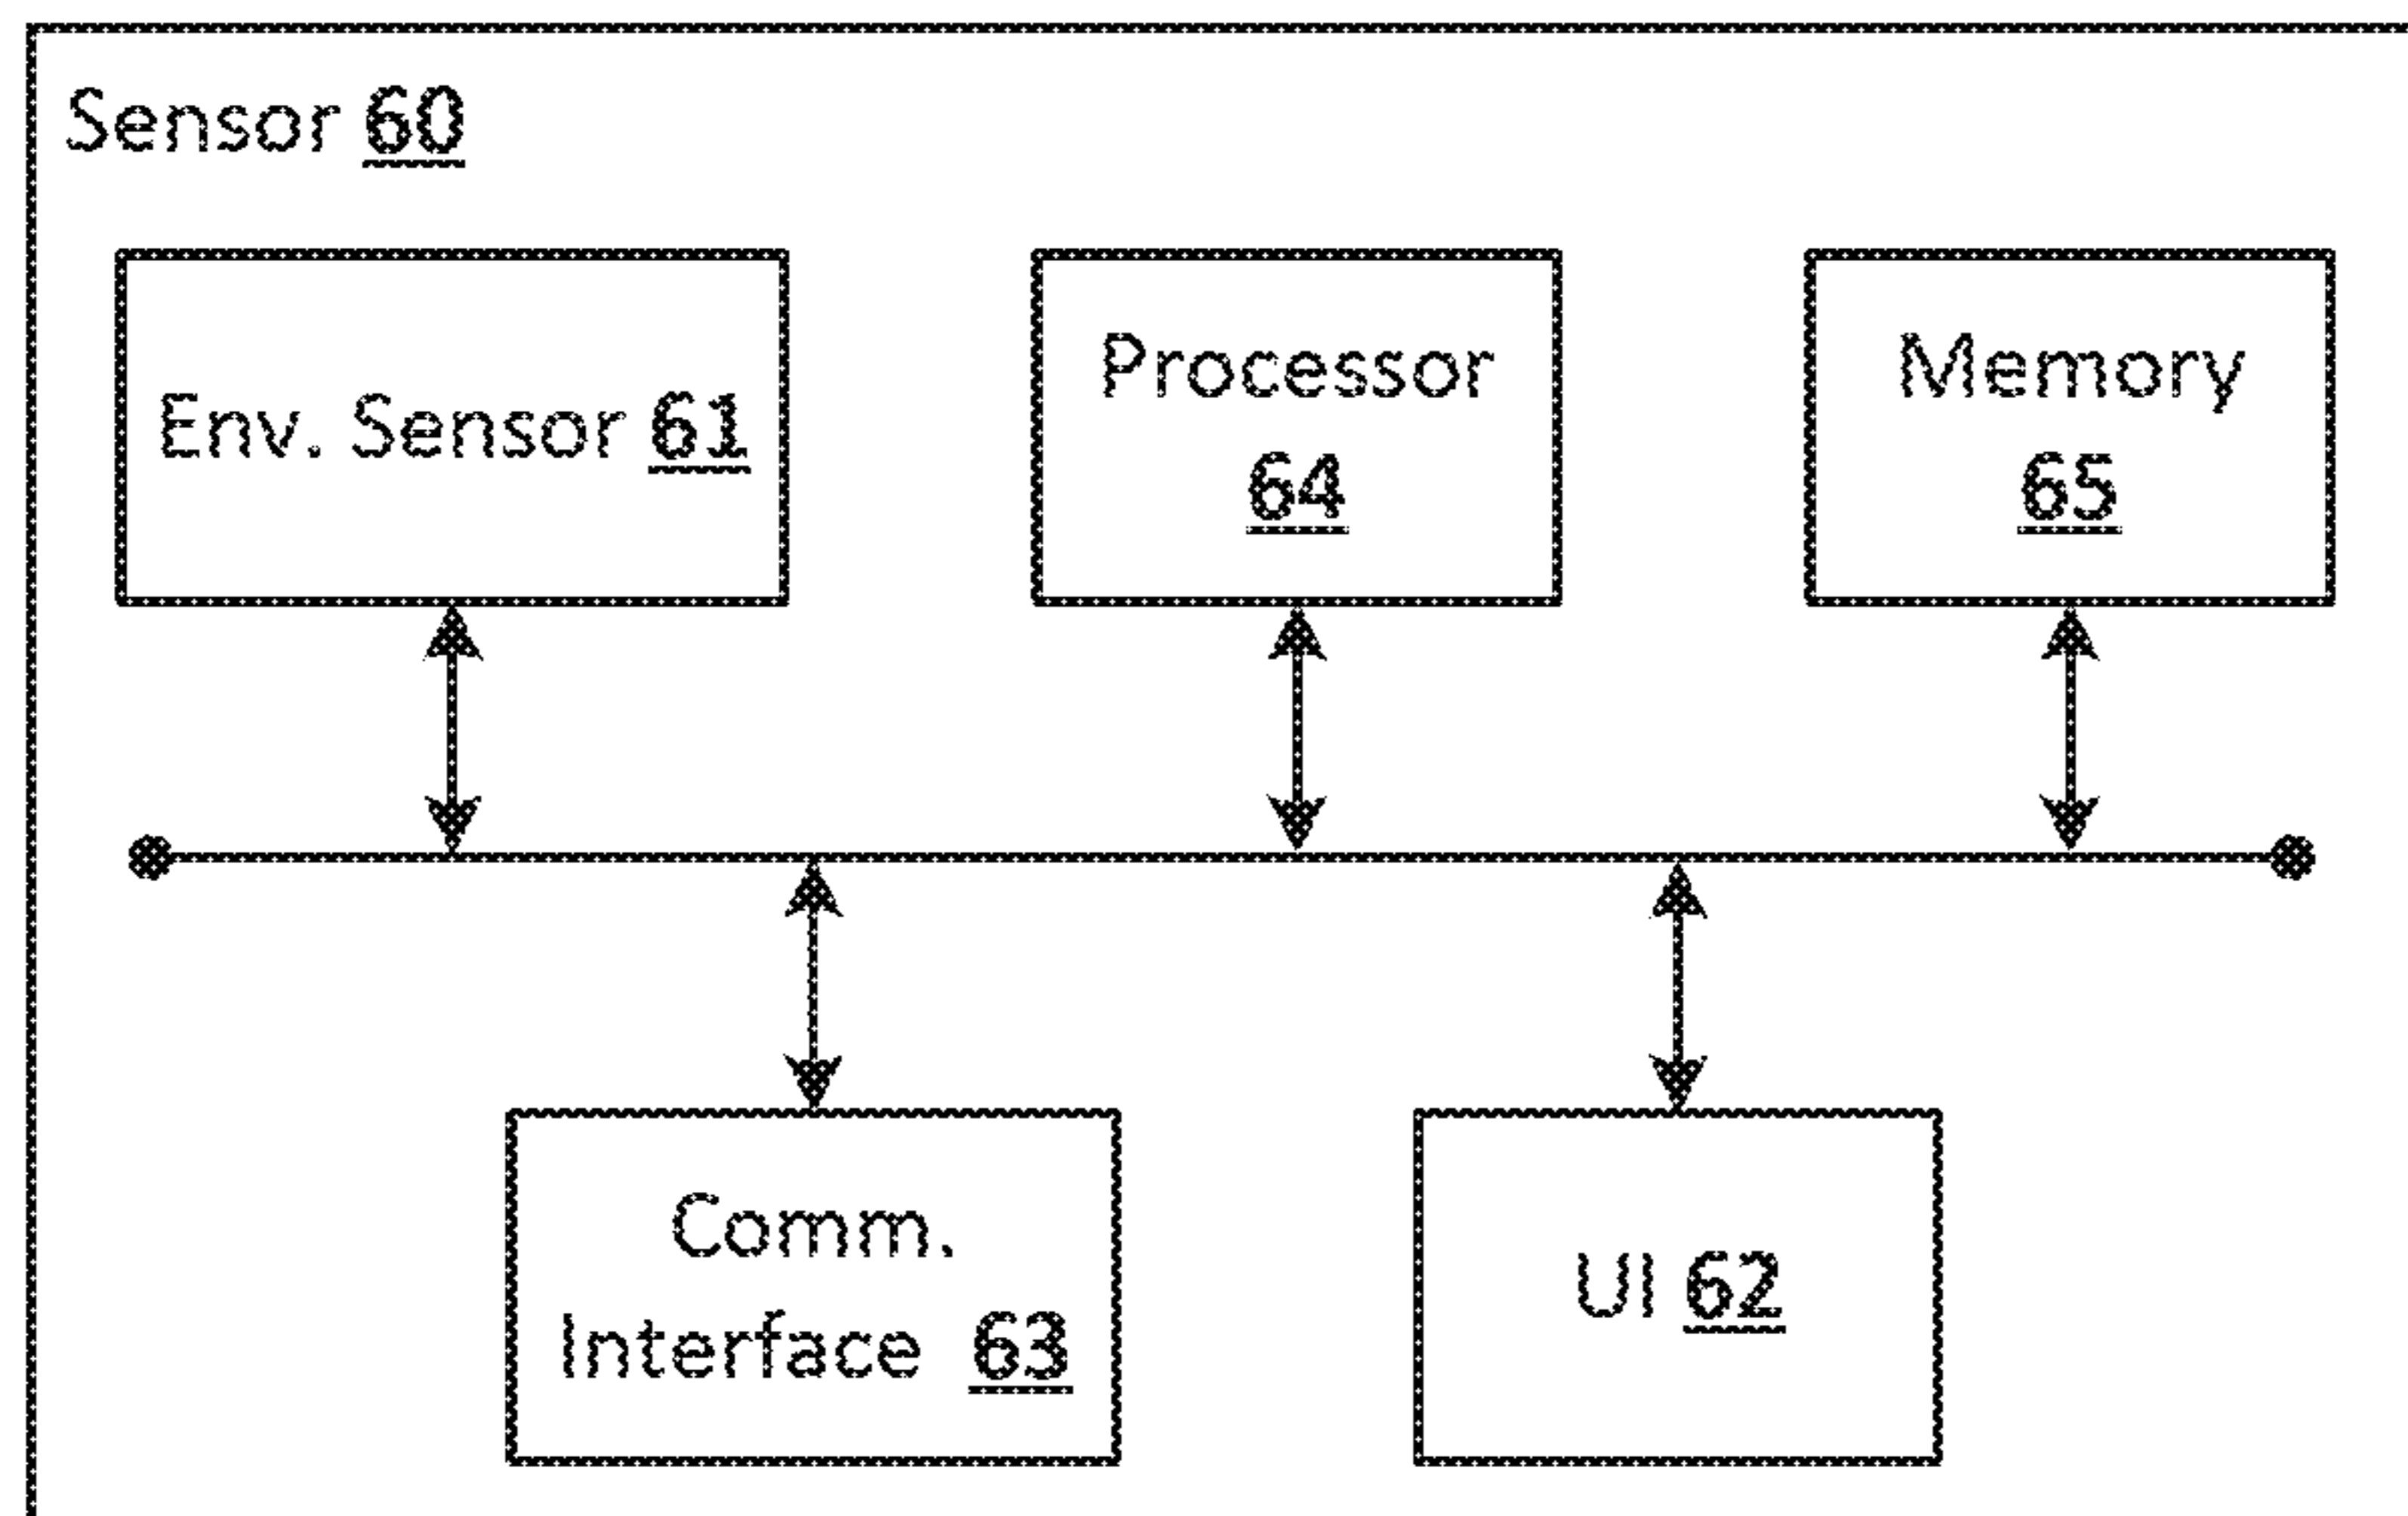 Sensor 60
Env. Sensor 61
Processor
64
Memory
65
Comm.
Interface 63
UI 62